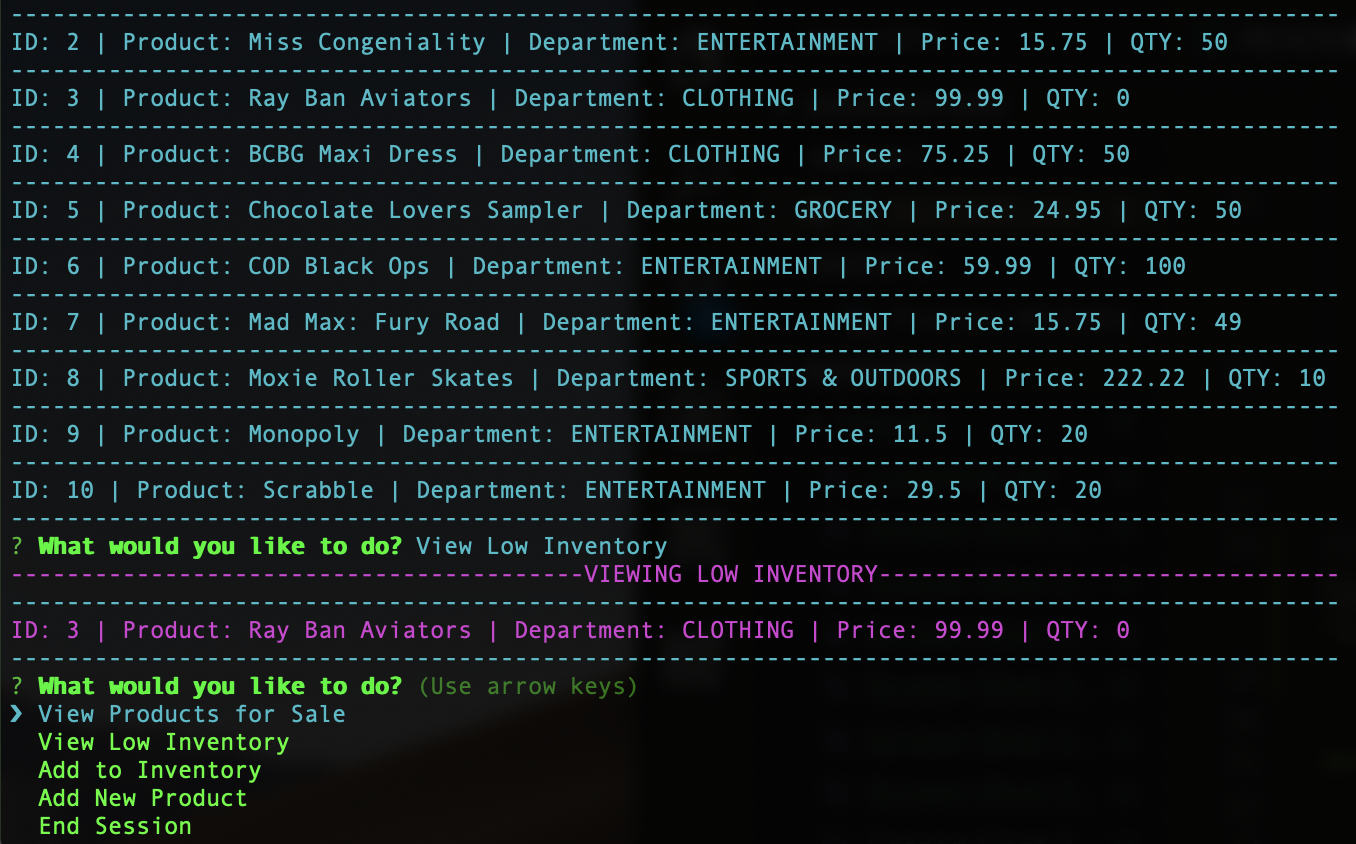 --------------------------------------------------------------------------------
ID: 2 | Product: Miss Congeniality | Department: ENTERTAINMENT | Price: 15.75 | QTY: 50
--------------------------------------------------------------------------------
ID: 3 | Product: Ray Ban Aviators | Department: CLOTHING | Price: 99.99 | QTY: 0
--------------------------------------------------------------------------------
ID: 4 | Product: BCBG Maxi Dress | Department: CLOTHING | Price: 75.25 | QTY: 50
--------------------------------------------------------------------------------
ID: 5 | Product: Chocolate Lovers Sampler | Department: GROCERY | Price: 24.95 | QTY: 50
--------------------------------------------------------------------------------
ID: 6 | Product: COD Black Ops | Department: ENTERTAINMENT | Price: 59.99 | QTY: 100
--------------------------------------------------------------------------------
ID: 7 | Product: Mad Max: Fury Road | Department: ENTERTAINMENT | Price: 15.75 | QTY: 49
--------------------------------------------------------------------------------
ID: 8 | Product: Moxie Roller Skates | Department: SPORTS & OUTDOORS | Price: 222.22 | QTY: 10
--------------------------------------------------------------------------------
ID: 9 | Product: Monopoly | Department: ENTERTAINMENT | Price: 11.5 | QTY: 20
--------------------------------------------------------------------------------
ID: 10 | Product: Scrabble | Department: ENTERTAINMENT | Price: 29.5 | QTY: 20
--------------------------------------------------------------------------------
? What would you like to do? View Low Inventory
-----------------------------------------VIEWING LOW INVENTORY---------------------------------
--------------------------------------------------------------------------------
ID: 3 | Product: Ray Ban Aviators | Department: CLOTHING | Price: 99.99 | QTY: 0
--------------------------------------------------------------------------------
? What would you like to do? (Use arrow keys)
❯ View Products for Sale
View Low Inventory
Add to Inventory
Add New Product
End Session